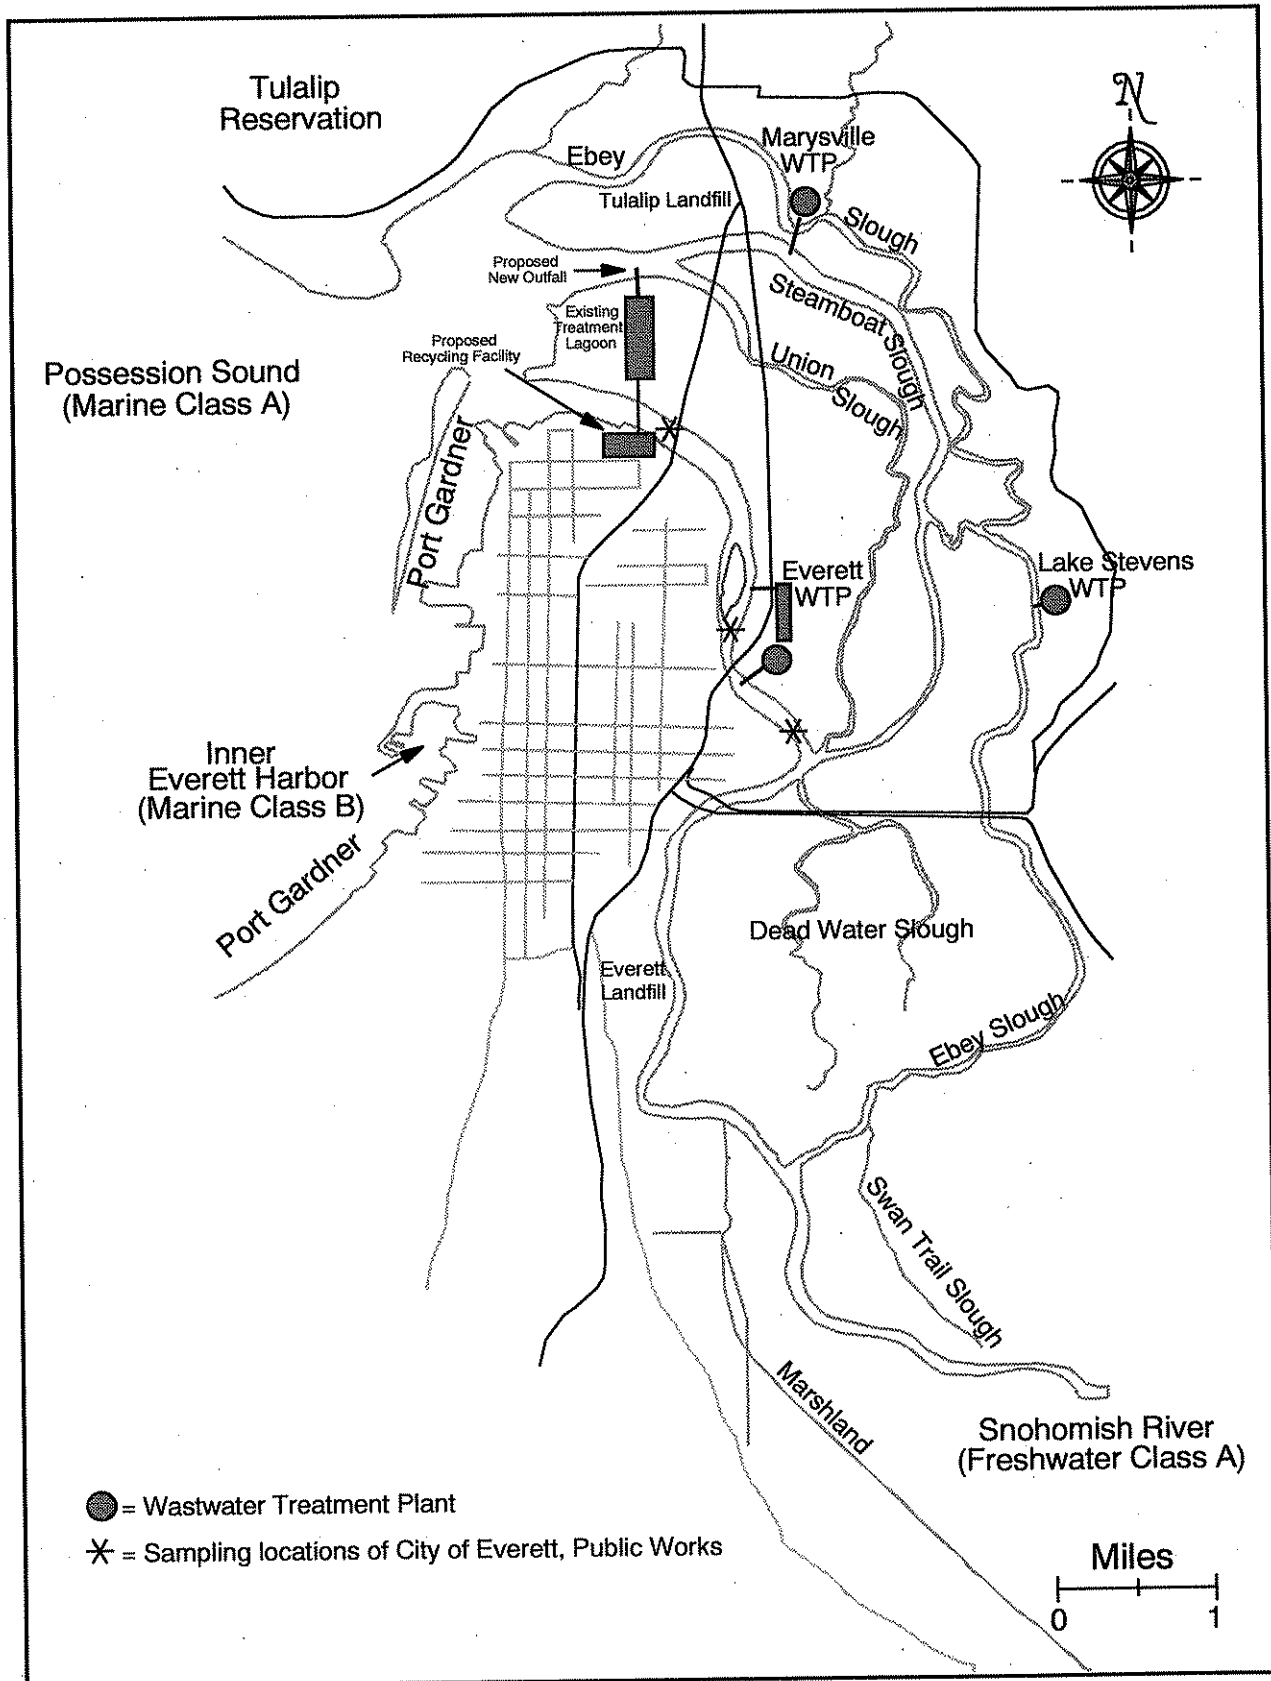 Tulalip
Reservation
N
Ebey
Marysville
WTP
Tulalip Landfill
Slough
Proposed
New Outfall
Steamboat Slough
Existing
Treatment
Lagoon
Proposed
Recycling Facility
Union Slough
Possession Sound
(Marine Class A)
Port Gardner
Everett
WTP
Lake Stevens
WTP
Inner
Everett Harbor
(Marine Class B)
Port Gardner
Dead Water Slough
Everett
Landfill
Ebey Slough
Swan Trail Slough
Marshland
Snohomish River
(Freshwater Class A)
= Wastwater Treatment Plant
= Sampling locations of City of Everett, Public Works
Miles
0 1